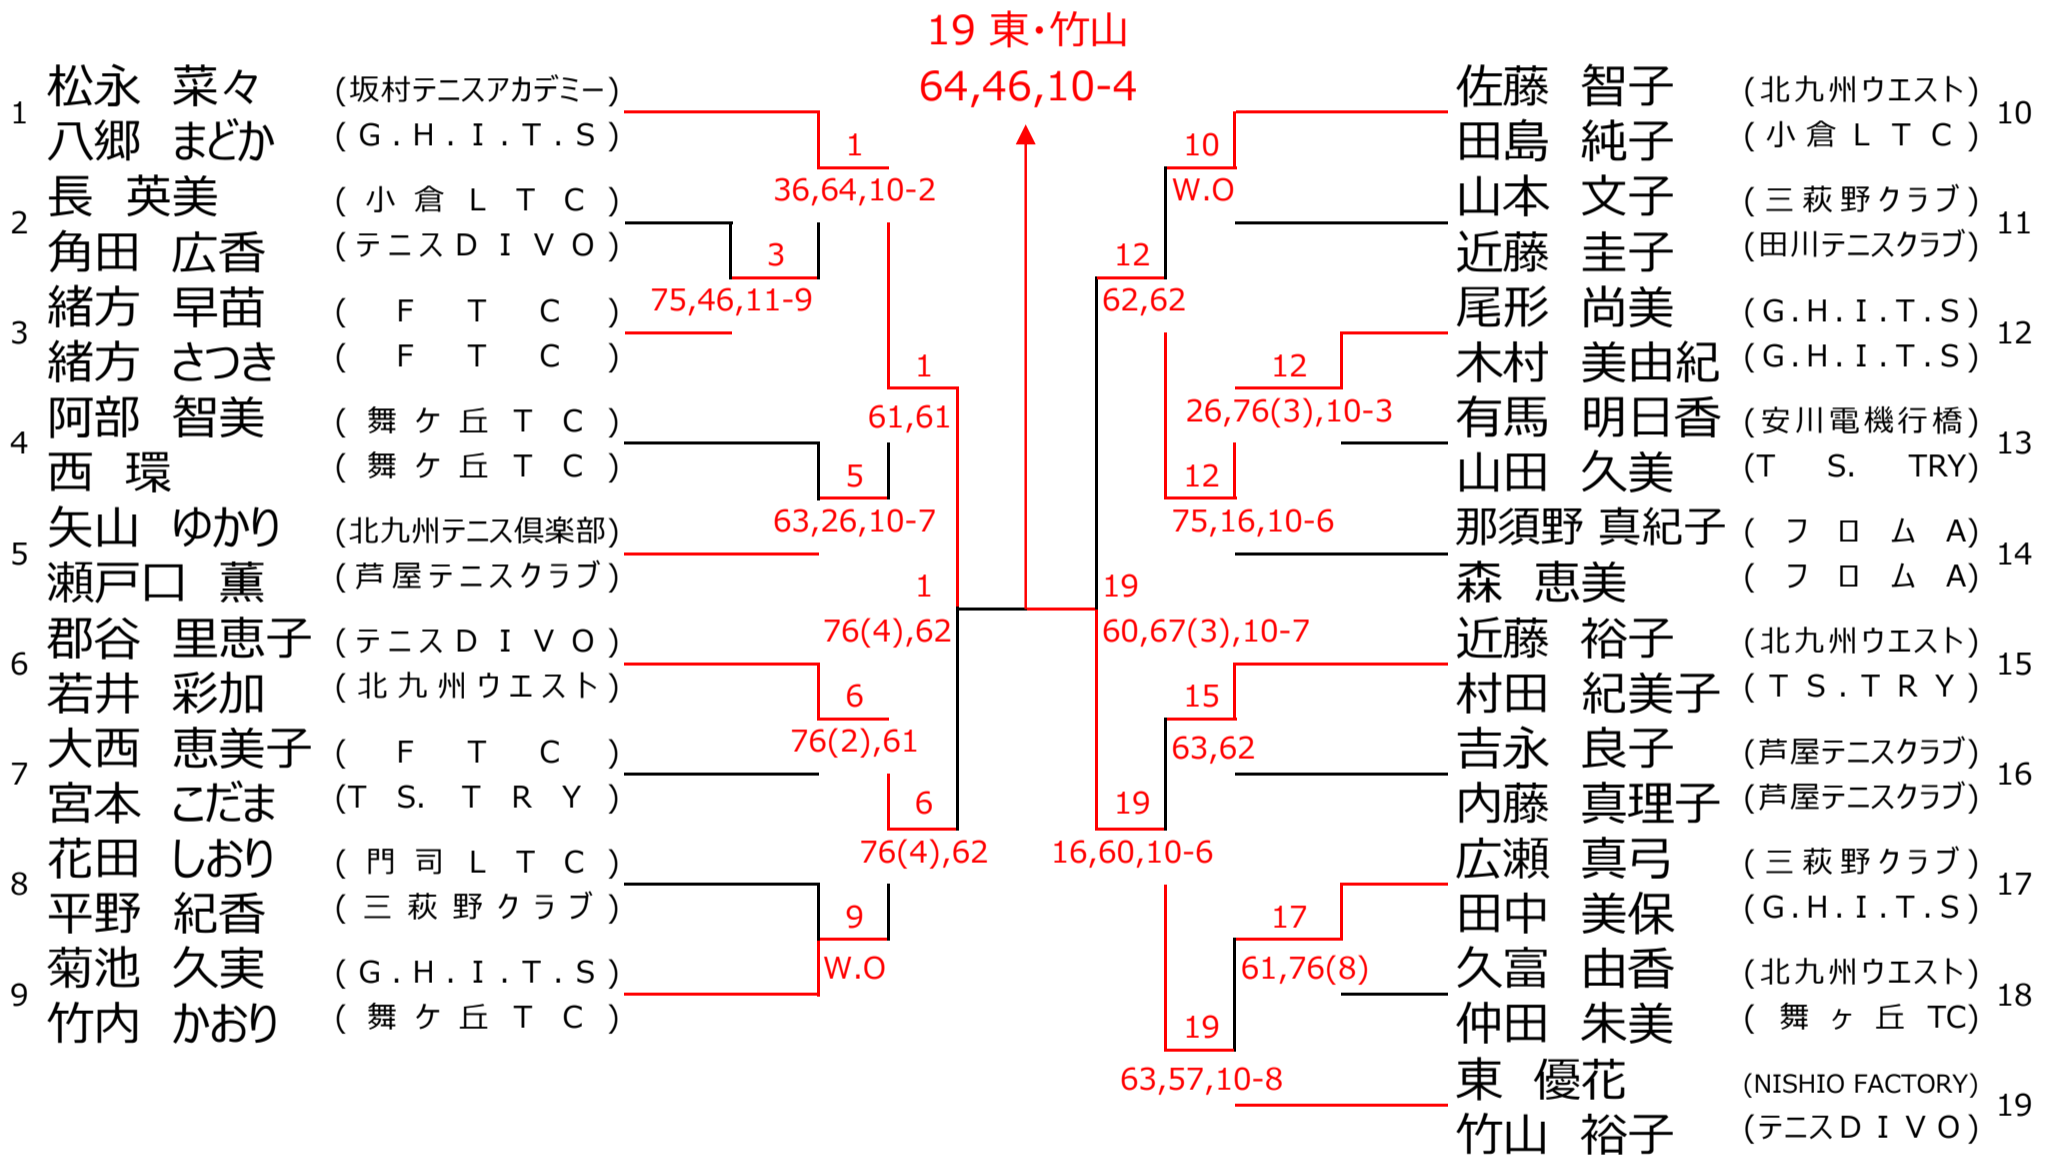 19 東・竹山
64,46,10-4
1
松永 菜々 (坂村テニスアカデミー)
八郷 まどか (G.H.I.T.S)
2
長 英美 (小倉LTC)
角田 広香 (テニスDIVO)
3
緒方 早苗 (FTC)
緒方 さつき (FTC)
4
阿部 智美 (舞ケ丘TC)
西 環 (舞ケ丘TC)
5
矢山 ゆかり (北九州テニス倶楽部)
瀬戸口 薫 (芦屋テニスクラブ)
6
郡谷 里恵子 (テニスDIVO)
若井 彩加 (北九州ウエスト)
7
大西 恵美子 (FTC)
宮本 こだま (TS.TRY)
8
花田 しおり (門司LTC)
平野 紀香 (三萩野クラブ)
9
菊池 久実 (G.H.I.T.S)
竹内 かおり (舞ケ丘TC)
1
36,64,10-2
3
75,46,11-9
1
61,61
5
63,26,10-7
1
76(4),62
6
76(2),61
6
76(4),62
9
W.O
10
W.O
12
62,62
12
26,76(3),10-3
12
75,16,10-6
19
60,67(3),10-7
15
63,62
19
16,60,10-6
17
61,76(8)
19
63,57,10-8
佐藤 智子 (北九州ウエスト)
田島 純子 (小倉LTC)
10
山本 文子 (三萩野クラブ)
近藤 圭子 (田川テニスクラブ)
11
尾形 尚美 (G.H.I.T.S)
木村 美由紀 (G.H.I.T.S)
12
有馬 明日香 (安川電機行橋)
山田 久美 (T S. TRY)
13
那須野 真紀子 (フロムA)
森 恵美 (フロムA)
14
近藤 裕子 (北九州ウエスト)
村田 紀美子 (TS.TRY)
15
吉永 良子 (芦屋テニスクラブ)
内藤 真理子 (芦屋テニスクラブ)
16
広瀬 真弓 (三萩野クラブ)
田中 美保 (G.H.I.T.S)
17
久富 由香 (北九州ウエスト)
仲田 朱美 (舞ヶ丘TC)
18
東 優花 (NISHIO FACTORY)
竹山 裕子 (テニスDIVO)
19